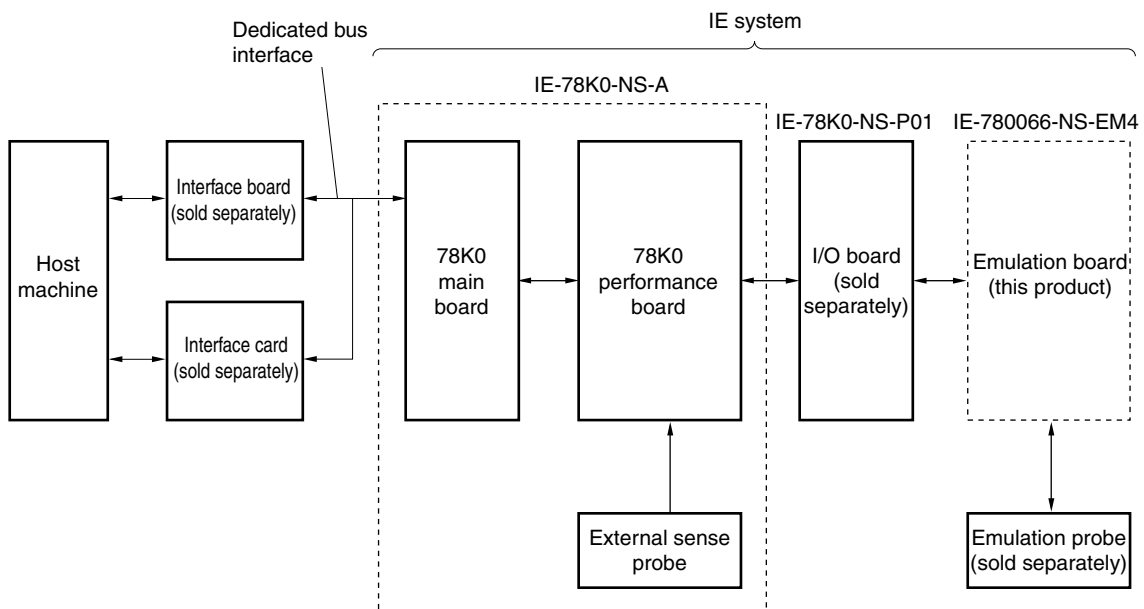 IE system
Dedicated bus
interface
IE-78K0-NS-A
IE-78K0-NS-P01
IE-780066-NS-EM4
Host
machine
Interface board
(sold separately)
Interface card
(sold separately)
78K0
main
board
78K0
performance
board
I/O board
(sold
separately)
Emulation board
(this product)
External sense
probe
Emulation probe
(sold separately)